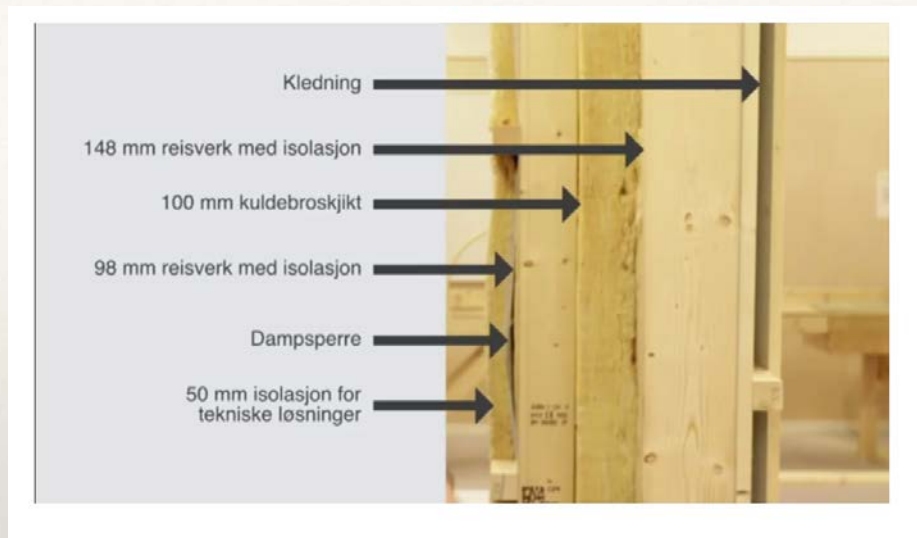 Kledning
148 mm reisverk med isolasjon
100 mm kuldebroskjikt
98 mm reisverk med isolasjon
Dampsperre
50 mm isolasjon for
tekniske løsninger